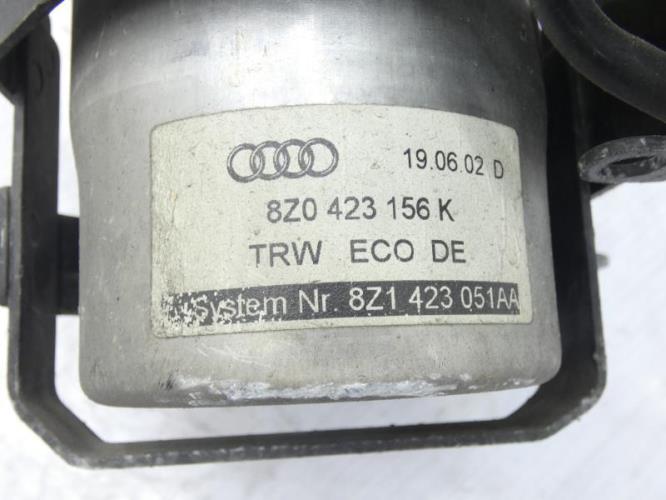 19.06.02 D
8Z0 423 156 K
TRW ECO DE
System Nr. 8Z1 423 051AA